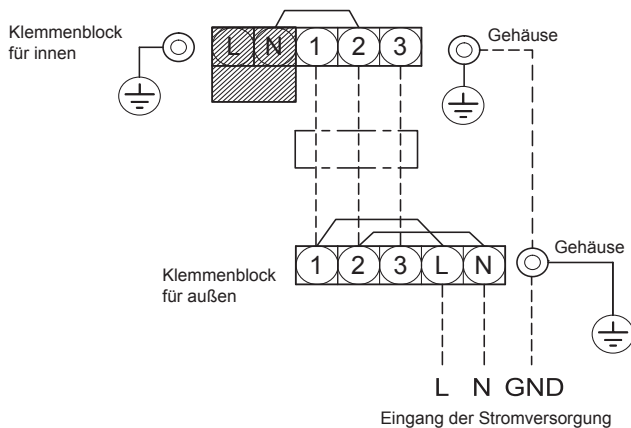 Klemmenblock
für innen
L N 1 2 3
Gehäuse
1 2 3 L N
Gehäuse
Klemmenblock
für außen
L N GND
Eingang der Stromversorgung